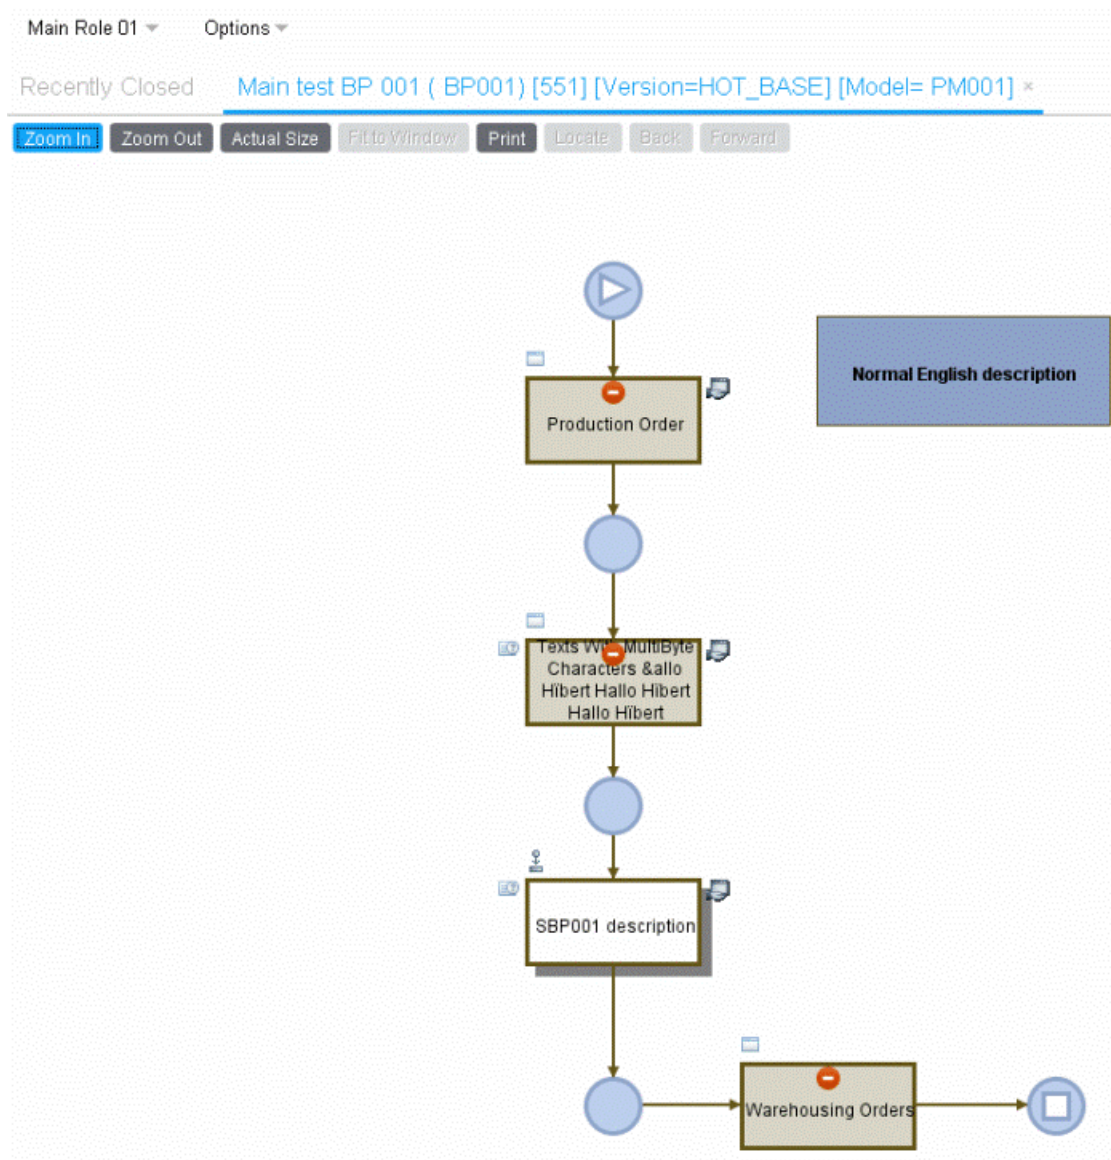 Main Role 01 Options
Recently Closed Main test BP 001 ( BP001) [551] [Version=HOT_BASE] [Model= PM001] ×
Zoom In Zoom Out Actual Size Fit to Window Print Locate Back Forward
Normal English description
Production Order
Texts With MultiByte
Characters &allo
Hïbert Hallo Hïbert
Hallo Hïbert
SBP001 description
Warehousing Orders